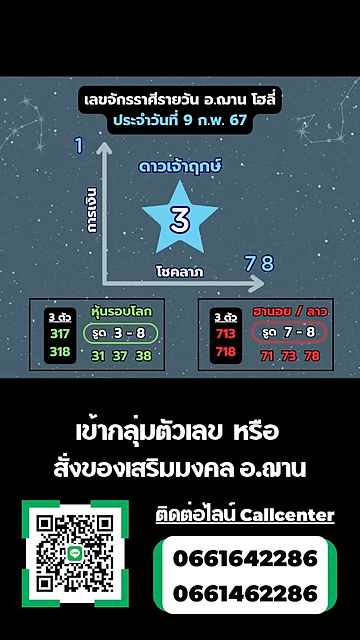 เลขจักรราศีรายวัน อ.ฌาน โฮลี่
ประจำวันที่ 9 ก.พ. 67
1
ดาวเจ้าฤกษ์
การเงิน
3
โชคลาภ
7 8
3 ตัว
317
318
หุ้นรอบโลก
รูด 3 - 8
31 37 38
3 ตัว
713
718
ฮานอย / ลาว
รูด 7 - 8
71 73 78
เข้ากลุ่มตัวเลข หรือ
สั่งของเสริมมงคล อ.ฌาน
ติดต่อไลน์ Callcenter
0661642286
0661462286